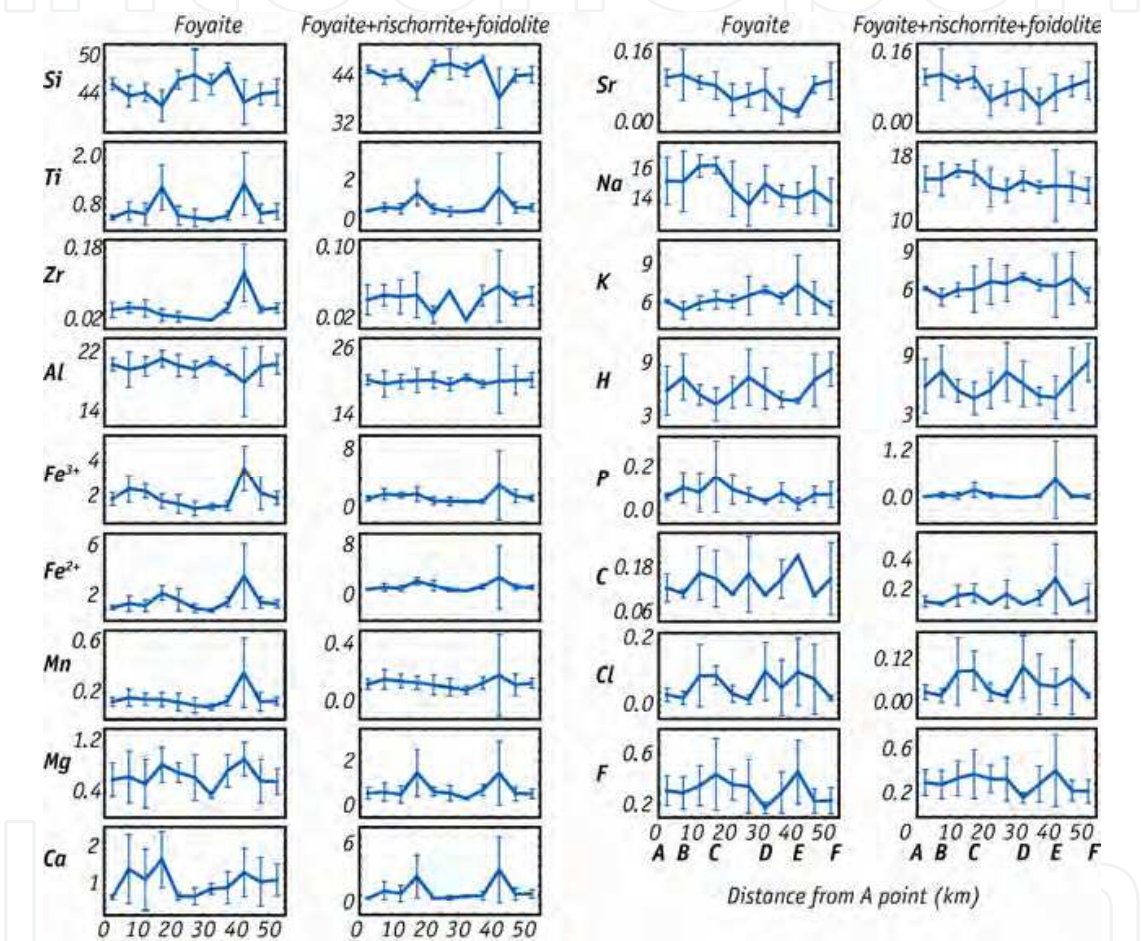 Foyaite
Foyaite+rischorrite+foidolite
Si
50
44
44
32
Ti
2.0
0.8
2
0
Zr
0.18
0.02
0.10
0.02
Al
22
14
26
14
Fe³⁺
4
2
8
0
Fe²⁺
6
2
8
0
Mn
0.6
0.2
0.4
0.0
Mg
1.2
0.4
2
0
Ca
2
1
6
0
0 10 20 30 40 50
0 10 20 30 40 50
Foyaite
Foyaite+rischorrite+foidolite
Sr
0.16
0.00
0.16
0.00
Na
16
14
18
10
K
9
6
9
6
H
9
3
9
3
P
0.2
0.0
1.2
0.0
C
0.18
0.06
0.4
0.2
Cl
0.2
0.0
0.12
0.00
F
0.6
0.2
0.6
0.2
0 10 20 30 40 50
A B C D E F
0 10 20 30 40 50
A B C D E F
Distance from A point (km)